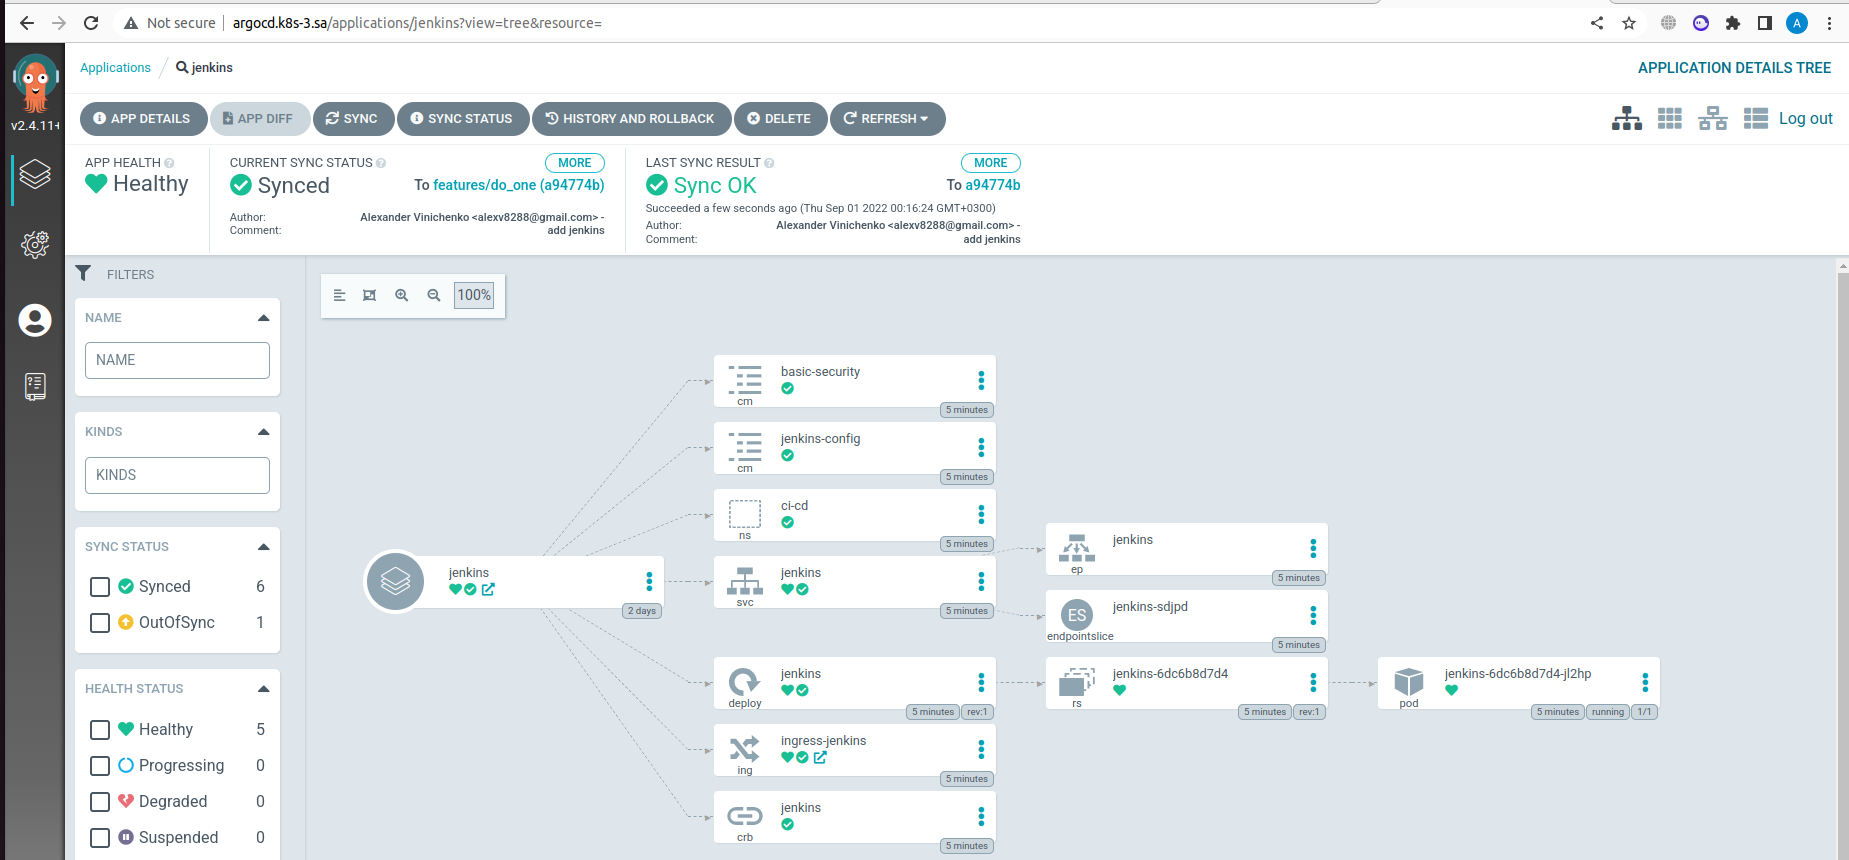 Not secure argocd.k8s-3.sa/applications/jenkins?view=tree&resource= A
Applications / jenkins APPLICATION DETAILS TREE
v2.4.11+
APP DETAILS APP DIFF SYNC SYNC STATUS HISTORY AND ROLLBACK DELETE REFRESH Log out
APP HEALTH
Healthy
CURRENT SYNC STATUS MORE
Synced To features/do_one (a94774b)
Author: Alexander Vinichenko <alexv8288@gmail.com> -
Comment: add jenkins
LAST SYNC RESULT MORE
Sync OK To a94774b
Succeeded a few seconds ago (Thu Sep 01 2022 00:16:24 GMT+0300)
Author: Alexander Vinichenko <alexv8288@gmail.com> -
Comment: add jenkins
FILTERS
NAME
NAME
KINDS
KINDS
SYNC STATUS
Synced 6
OutOfSync 1
HEALTH STATUS
Healthy 5
Progressing 0
Degraded 0
Suspended 0
100%
jenkins
2 days
basic-security
cm
5 minutes
jenkins-config
cm
5 minutes
ci-cd
ns
5 minutes
jenkins
svc
5 minutes
jenkins
ep
5 minutes
ES
jenkins-sdjpd
endpointslice
5 minutes
jenkins
deploy
5 minutes rev:1
jenkins-6dc6b8d7d4
rs
5 minutes rev:1
jenkins-6dc6b8d7d4-jl2hp
pod
5 minutes running 1/1
ingress-jenkins
ing
5 minutes
jenkins
crb
5 minutes